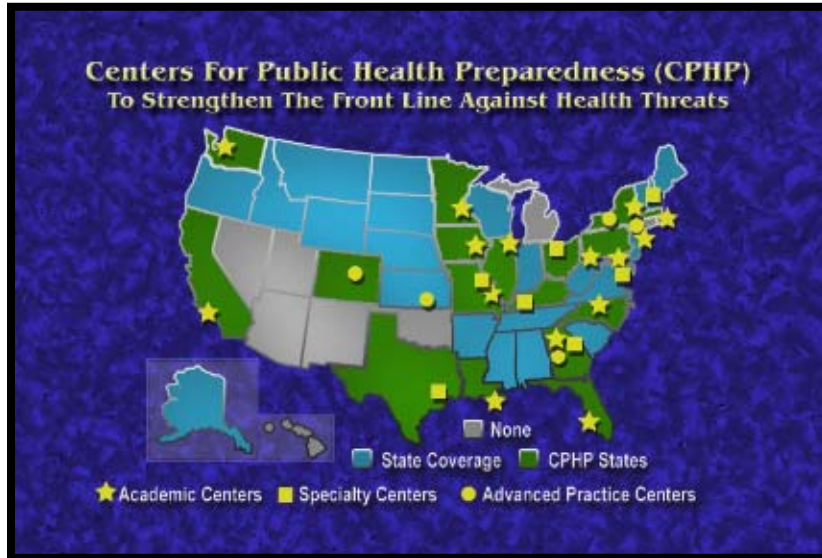 Centers For Public Health Preparedness (CPHP)
To Strengthen The Front Line Against Health Threats
None
State Coverage
CPHP States
Academic Centers
Specialty Centers
Advanced Practice Centers